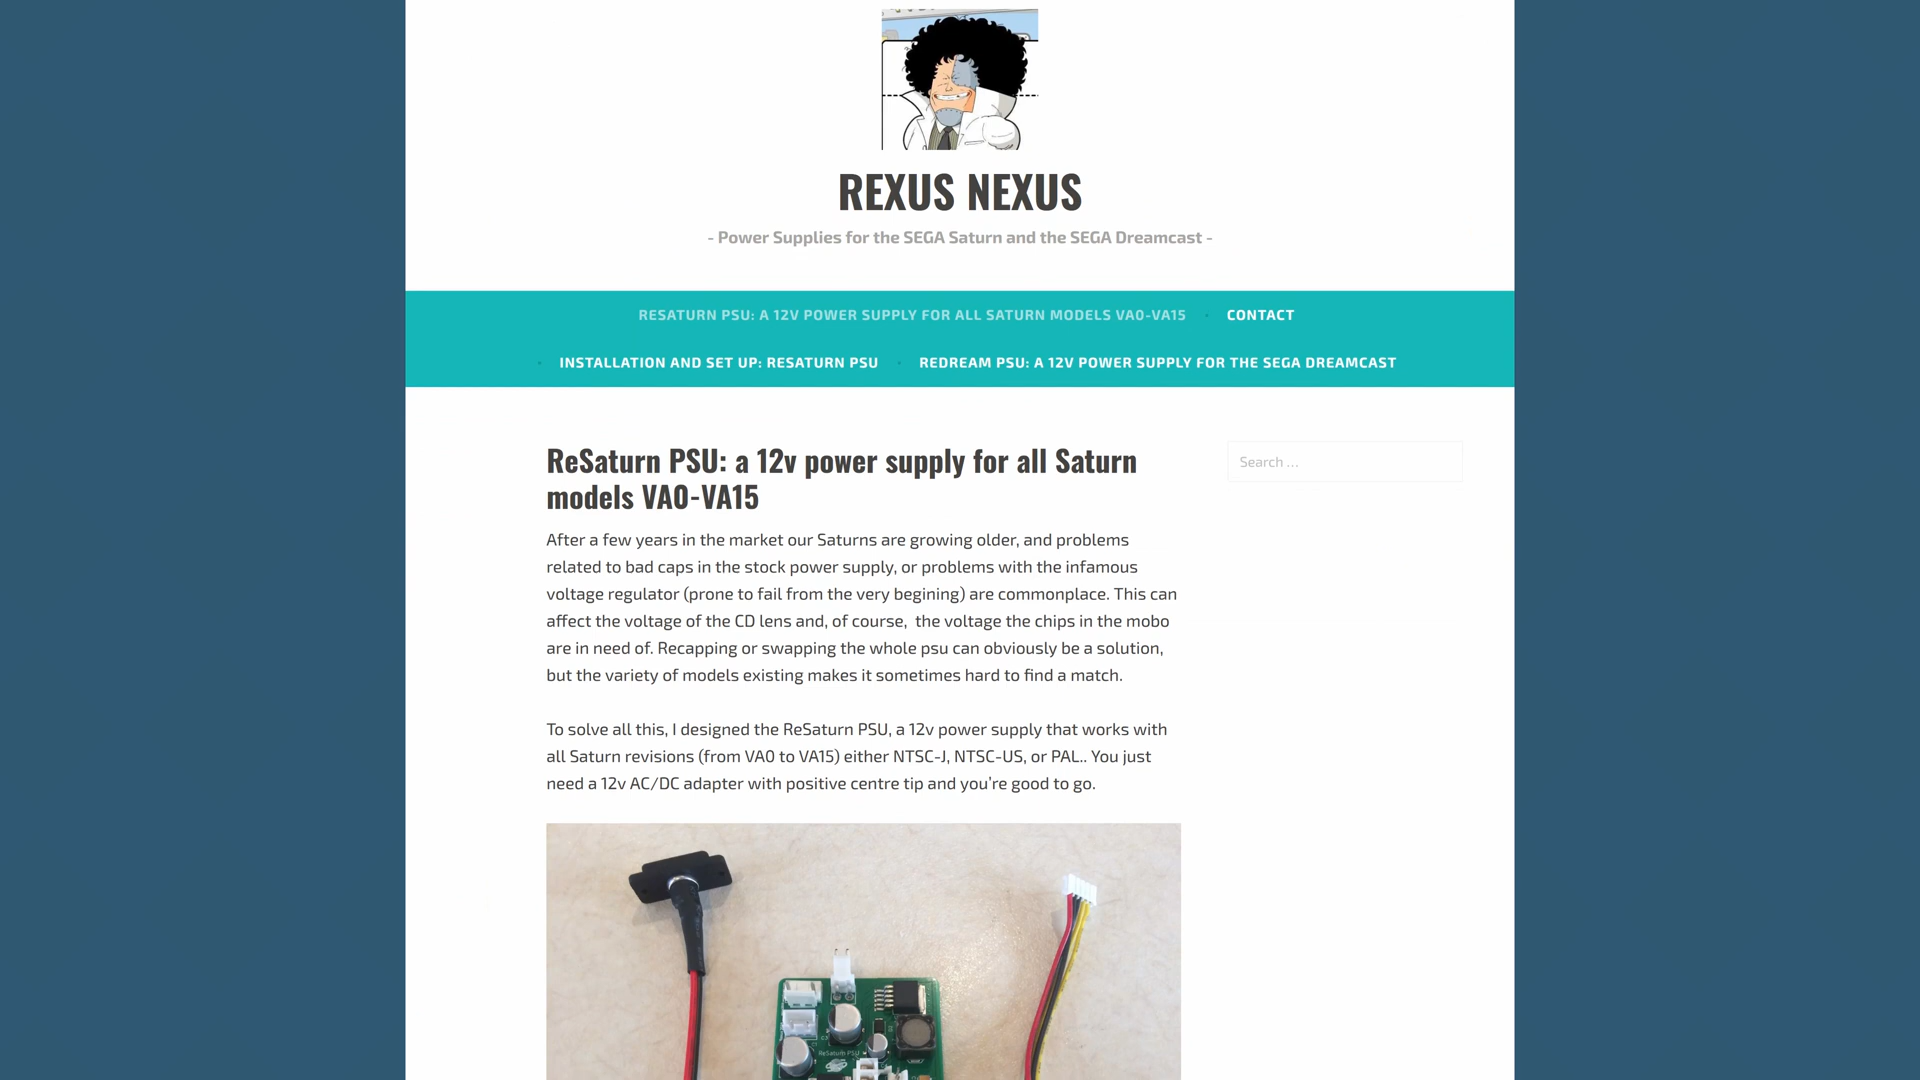 REXUS NEXUS
- Power Supplies for the SEGA Saturn and the SEGA Dreamcast -
RESATURN PSU: A 12V POWER SUPPLY FOR ALL SATURN MODELS VA0-VA15
CONTACT
INSTALLATION AND SET UP: RESATURN PSU
REDREAM PSU: A 12V POWER SUPPLY FOR THE SEGA DREAMCAST
ReSaturn PSU: a 12v power supply for all Saturn
models VA0-VA15
Search …
After a few years in the market our Saturns are growing older, and problems
related to bad caps in the stock power supply, or problems with the infamous
voltage regulator (prone to fail from the very begining) are commonplace. This can
affect the voltage of the CD lens and, of course,  the voltage the chips in the mobo
are in need of. Recapping or swapping the whole psu can obviously be a solution,
but the variety of models existing makes it sometimes hard to find a match.
To solve all this, I designed the ReSaturn PSU, a 12v power supply that works with
all Saturn revisions (from VA0 to VA15) either NTSC-J, NTSC-US, or PAL.. You just
need a 12v AC/DC adapter with positive centre tip and you’re good to go.
ReSaturn PSU